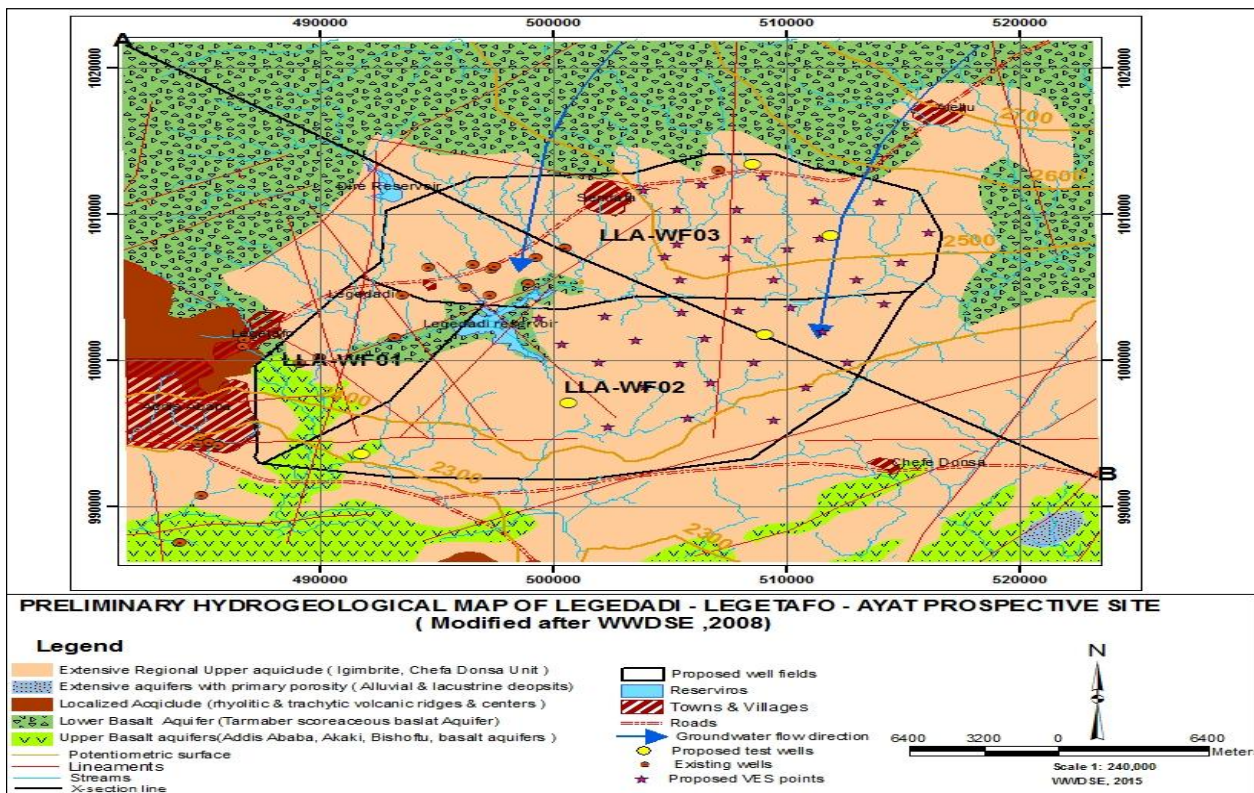 490000 500000 510000 520000
A
1020000 1020000
Sendafa
2700
2600
Dire Reservoir
1010000 1010000
LLA-WF03
2500
Legedadi
Legedadi reservoir
Legetafo
1000000 1000000
LLA-WF01
LLA-WF02
2300
Chefe Donsa
B
990000 990000
2300
490000 500000 510000 520000
PRELIMINARY HYDROGEOLOGICAL MAP OF LEGEDADI - LEGETAFO - AYAT PROSPECTIVE SITE
( Modified after WWDSE ,2008)
Legend
Extensive Regional Upper aquiclude ( Igimbrite, Chefa Donsa Unit )
Extensive aquifers with primary porosity ( Alluvial & lacustrine deopsits)
Localized Acqiclude (rhyolitic & trachytic volcanic ridges & centers )
Lower Basalt Aquifer (Tarmaber scoreaceous baslat Aquifer)
Upper Basalt aquifers(Addis Ababa, Akaki, Bishoftu, basalt aquifers )
Potentiometric surface
Lineaments
Streams
X-section line
Proposed well fields
Reserviros
Towns & Villages
Roads
Groundwater flow direction
Proposed test wells
Existing wells
Proposed VES points
N
6400 3200 0 6400
Meters
Scale 1: 240,000
WWDSE, 2015